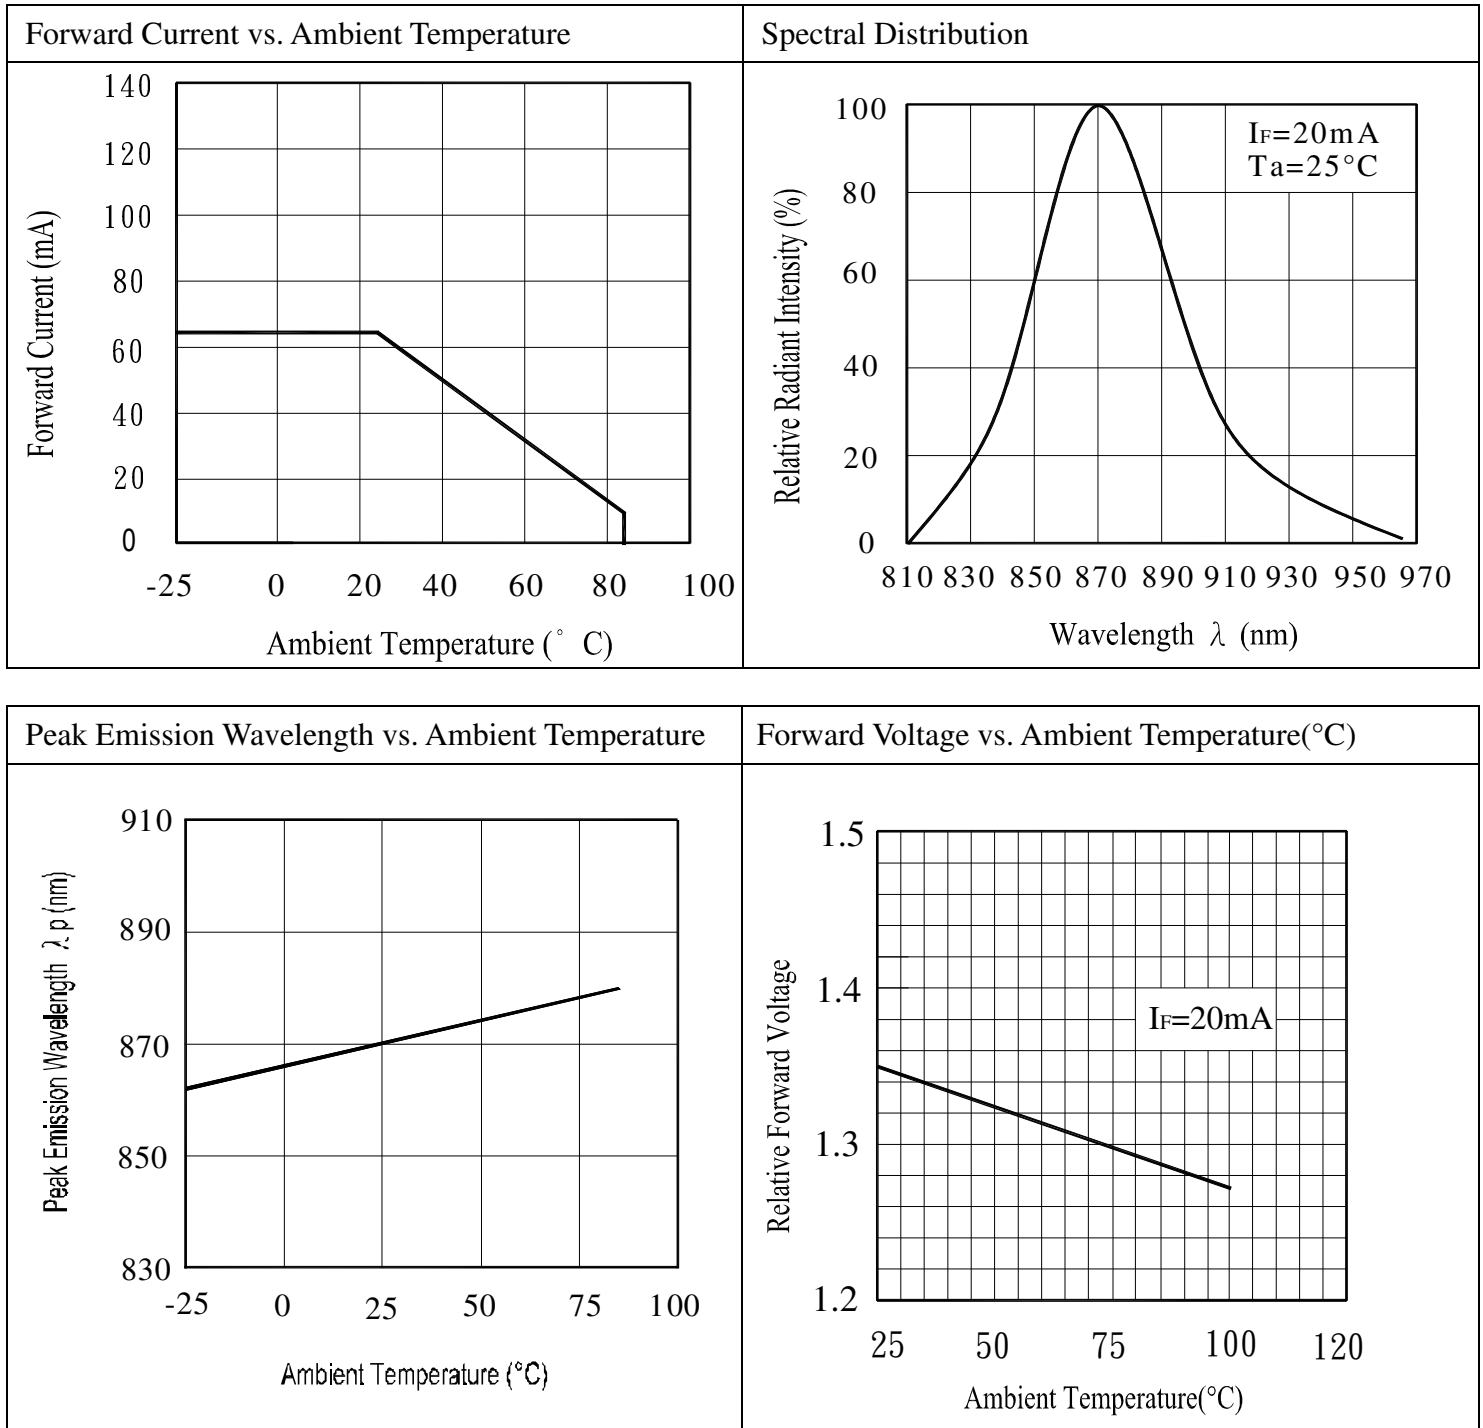 Forward Current vs. Ambient Temperature
Forward Current (mA)
140
120
100
80
60
40
20
0
-25 0 20 40 60 80 100
Ambient Temperature (° C)
Spectral Distribution
Relative Radiant Intensity (%)
100
80
60
40
20
0
IF=20mA
Ta=25°C
810 830 850 870 890 910 930 950 970
Wavelength λ (nm)
Peak Emission Wavelength vs. Ambient Temperature
Peak Emission Wavelength λ p (nm)
910
890
870
850
830
-25 0 25 50 75 100
Ambient Temperature (°C)
Forward Voltage vs. Ambient Temperature(°C)
Relative Forward Voltage
1.5
1.4
1.3
1.2
IF=20mA
25 50 75 100 120
Ambient Temperature(°C)